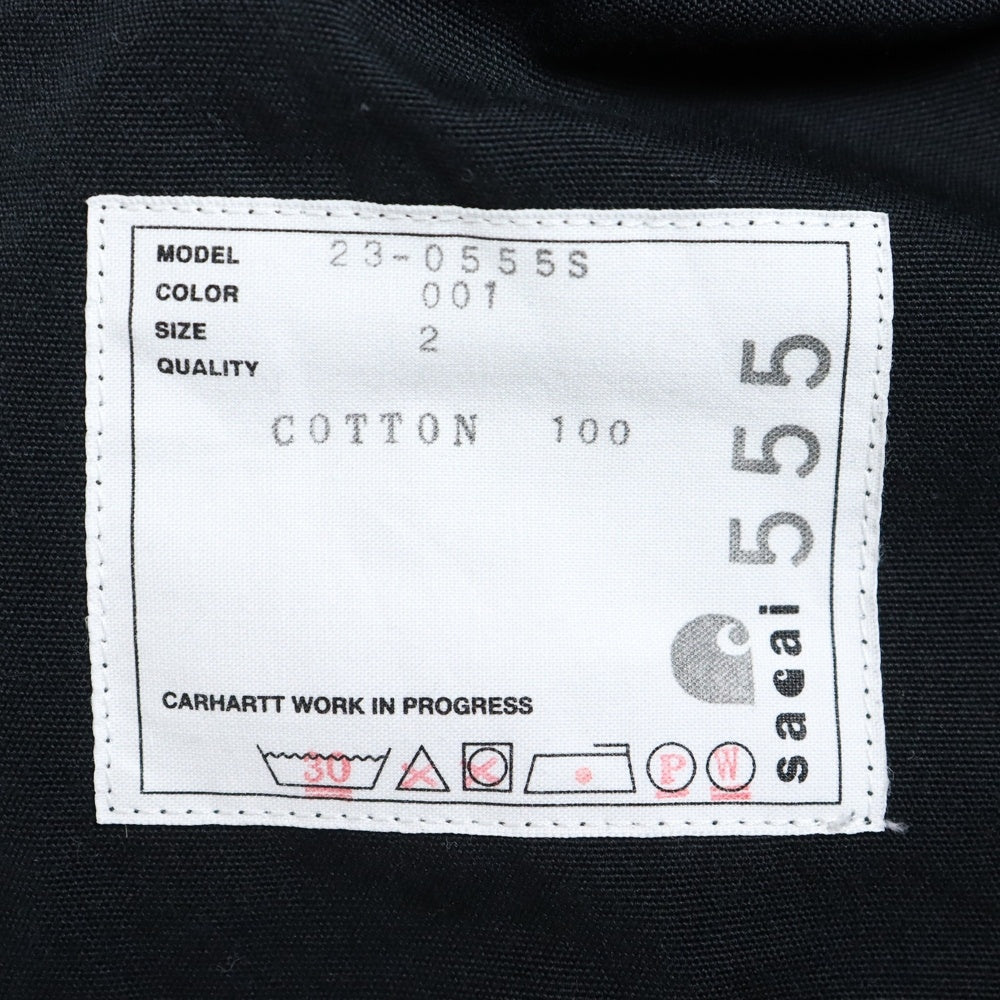 MODEL 23-0555S
COLOR 001
SIZE 2
QUALITY
COTTON 100
555
sacai
CARHARTT WORK IN PROGRESS
30 P W